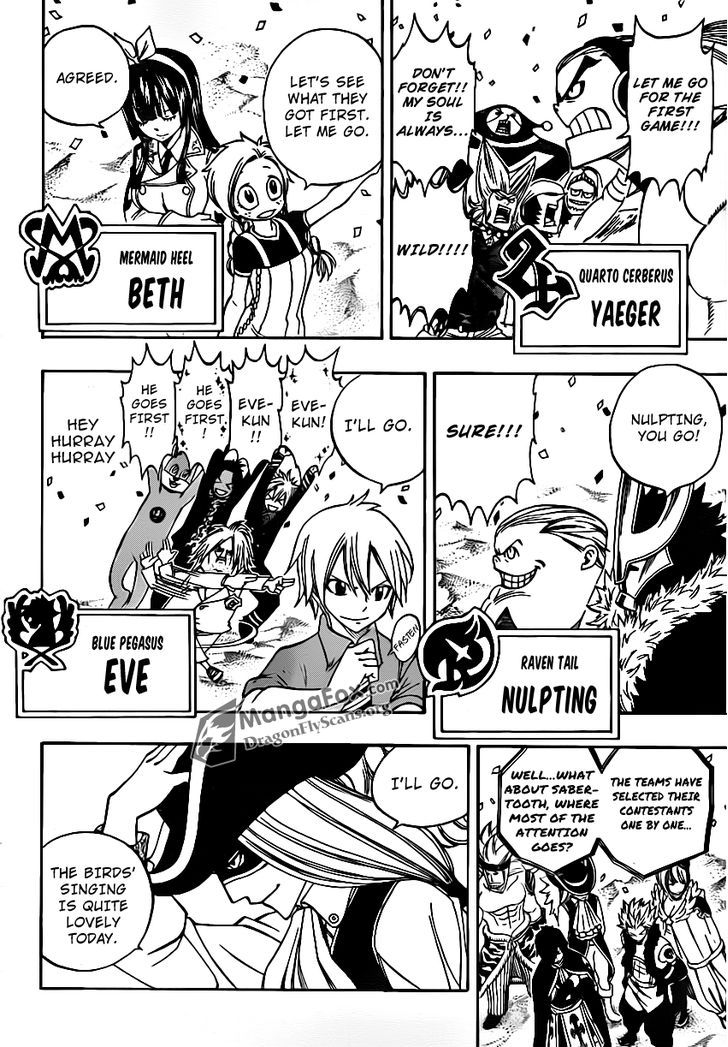 LET ME GO
FOR THE
FIRST
GAME!!!
DON'T
FORGET!!
MY SOUL
IS
ALWAYS...
WILD!!!!
QUARTO CERBERUS
YAEGER
LET'S SEE
WHAT THEY
GOT FIRST.
LET ME GO.
AGREED.
MERMAID HEEL
BETH
NULPTING,
YOU GO!
SURE!!!
RAVEN TAIL
NULPTING
I'LL GO.
EVE-
KUN!
EVE-
KUN!!
HE
GOES
FIRST
!
HE
GOES
FIRST
!!
HEY
HURRAY
HURRAY
FASTEN
BLUE PEGASUS
EVE
MangaFox.com
DragonFlyScans.org
THE TEAMS HAVE
SELECTED THEIR
CONTESTANTS
ONE BY ONE...
WELL...WHAT
ABOUT SABER-
TOOTH, WHERE
MOST OF THE
ATTENTION
GOES?
I'LL GO.
THE BIRDS'
SINGING
IS QUITE
LOVELY
TODAY.